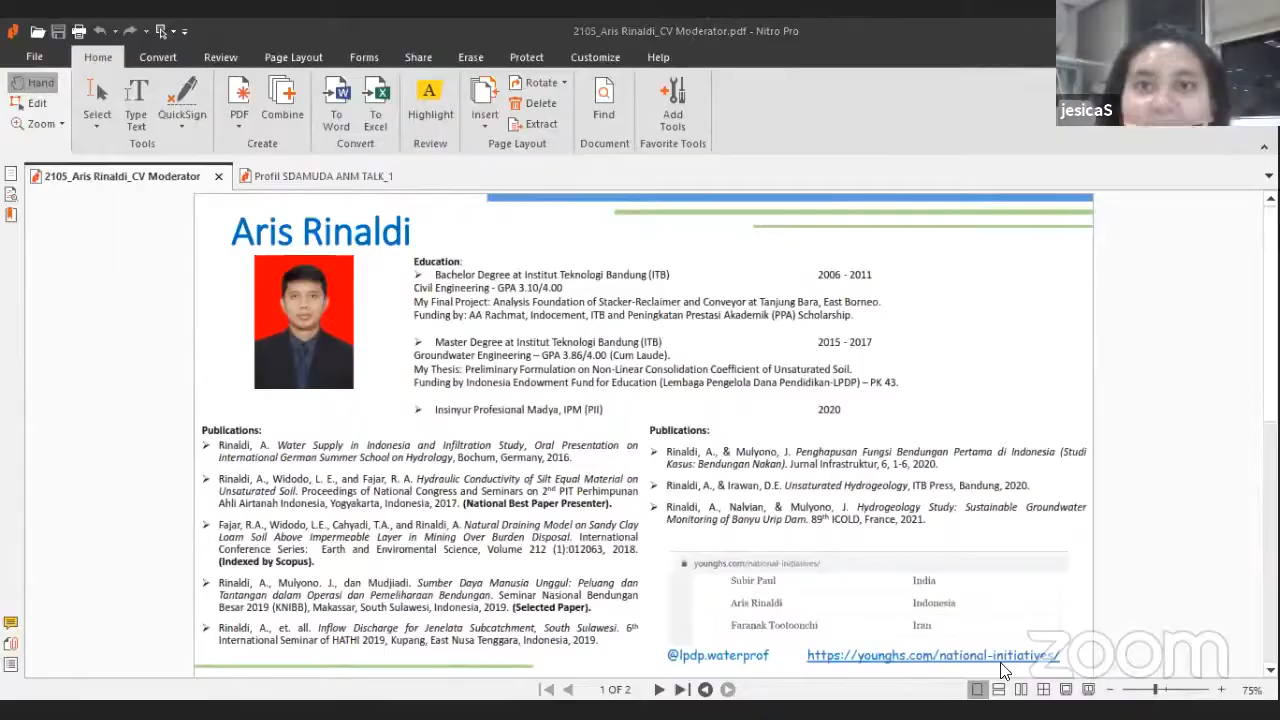 2105_Aris Rinaldi_CV Moderator.pdf - Nitro Pro
File Home Convert Review Page Layout Forms Share Erase Protect Customize Help
Hand
Edit
Zoom
Select
Type Text
QuickSign
Tools
PDF
Combine
Create
To Word
To Excel
Convert
Highlight
Review
Insert
Rotate
Delete
Extract
Page Layout
Find
Document
Add Tools
Favorite Tools
jesicaS
2105_Aris Rinaldi_CV Moderator
Profil SDAMUDA ANM TALK_1
Aris Rinaldi
Education:
Bachelor Degree at Institut Teknologi Bandung (ITB) 2006 - 2011
Civil Engineering - GPA 3.10/4.00
My Final Project: Analysis Foundation of Stacker-Reclaimer and Conveyor at Tanjung Bara, East Borneo.
Funding by: AA Rachmat, Indocement, ITB and Peningkatan Prestasi Akademik (PPA) Scholarship.
Master Degree at Institut Teknologi Bandung (ITB) 2015 - 2017
Groundwater Engineering – GPA 3.86/4.00 (Cum Laude).
My Thesis: Preliminary Formulation on Non-Linear Consolidation Coefficient of Unsaturated Soil.
Funding by Indonesia Endowment Fund for Education (Lembaga Pengelola Dana Pendidikan-LPDP) – PK 43.
Insinyur Profesional Madya, IPM (PII) 2020
Publications:
Rinaldi, A. Water Supply in Indonesia and Infiltration Study, Oral Presentation on
International German Summer School on Hydrology, Bochum, Germany, 2016.
Rinaldi, A., Widodo, L. E., and Fajar, R. A. Hydraulic Conductivity of Silt Equal Material on
Unsaturated Soil. Proceedings of National Congress and Seminars on 2nd PIT Perhimpunan
Ahli Airtanah Indonesia, Yogyakarta, Indonesia, 2017. (National Best Paper Presenter).
Fajar, R.A., Widodo, L.E., Cahyadi, T.A., and Rinaldi, A. Natural Draining Model on Sandy Clay
Loam Soil Above Impermeable Layer in Mining Over Burden Disposal. International
Conference Series: Earth and Enviromental Science, Volume 212 (1):012063, 2018.
(Indexed by Scopus).
Rinaldi, A., Mulyono. J., dan Mudjiadi. Sumber Daya Manusia Unggul: Peluang dan
Tantangan dalam Operasi dan Pemeliharaan Bendungan. Seminar Nasional Bendungan
Besar 2019 (KNIBB), Makassar, South Sulawesi, Indonesia, 2019. (Selected Paper).
Rinaldi, A., et. all. Inflow Discharge for Jenelata Subcatchment, South Sulawesi. 6th
International Seminar of HATHI 2019, Kupang, East Nusa Tenggara, Indonesia, 2019.
Publications:
Rinaldi, A., & Mulyono, J. Penghapusan Fungsi Bendungan Pertama di Indonesia (Studi
Kasus: Bendungan Nakan). Jurnal Infrastruktur, 6, 1-6, 2020.
Rinaldi, A., & Irawan, D.E. Unsaturated Hydrogeology, ITB Press, Bandung, 2020.
Rinaldi, A., Nalvian, & Mulyono, J. Hydrogeology Study: Sustainable Groundwater
Monitoring of Banyu Urip Dam. 89th ICOLD, France, 2021.
younghs.com/national-initiatives/
Subir Paul India
Aris Rinaldi Indonesia
Faranak Tootoonchi Iran
@lpdp.waterprof https://younghs.com/national-initiatives/
zoom
1 OF 2
75%